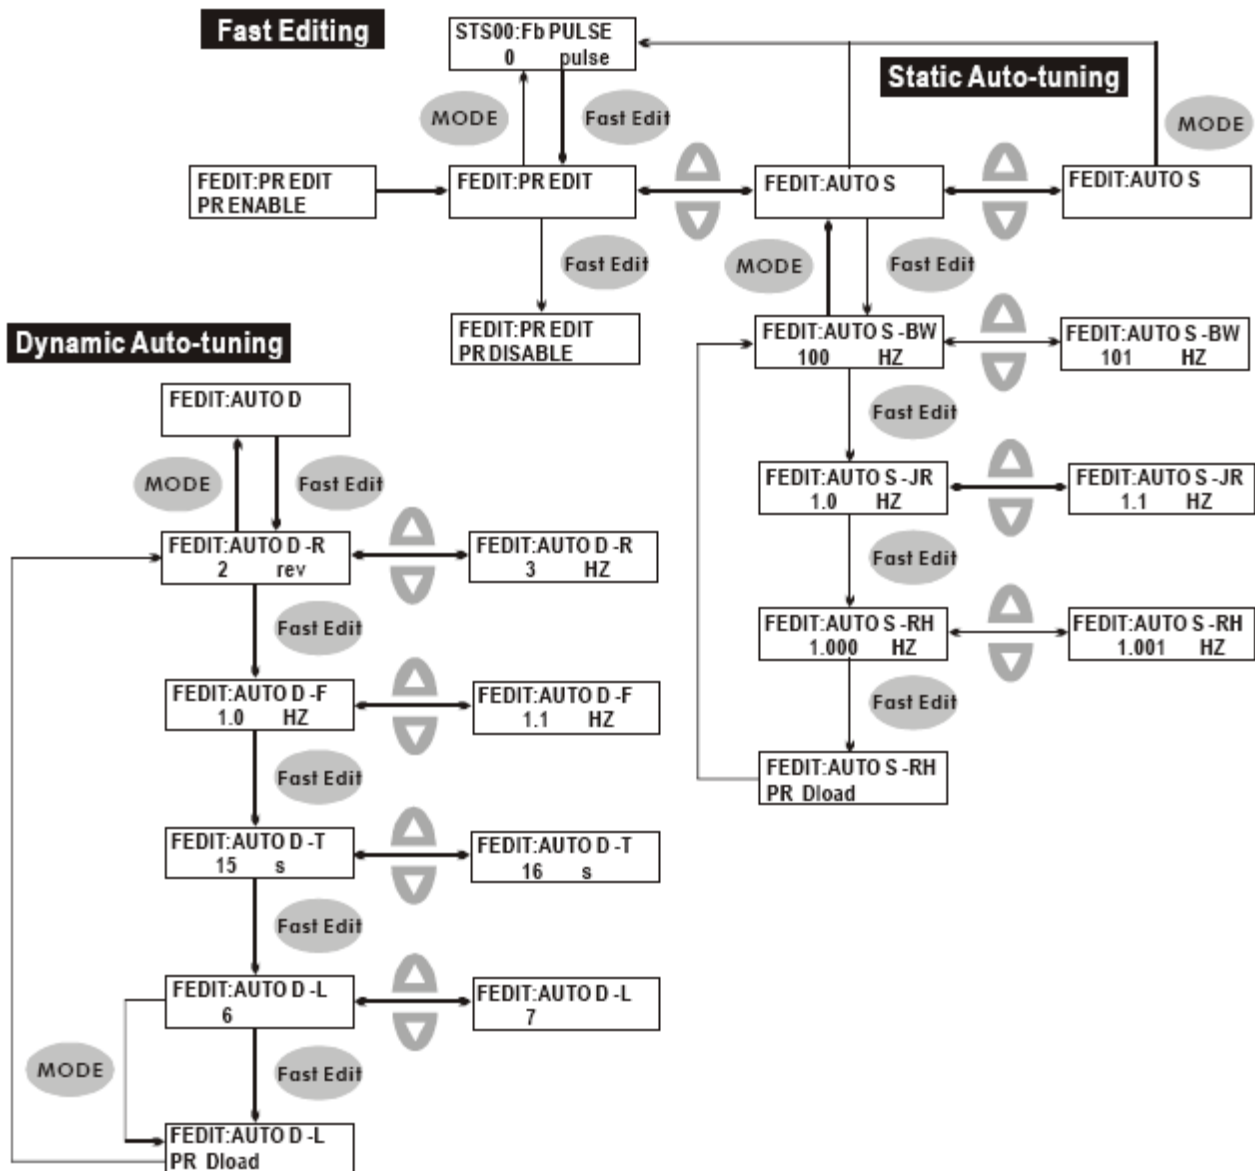 Fast Editing
STS00:Fb PULSE
0 pulse
Static Auto-tuning
MODE
Fast Edit
MODE
FEDIT:PR EDIT
PR ENABLE
FEDIT:PR EDIT
FEDIT:AUTO S
FEDIT:AUTO S
Fast Edit
MODE
Fast Edit
FEDIT:PR EDIT
PR DISABLE
FEDIT:AUTO S -BW
100 HZ
FEDIT:AUTO S -BW
101 HZ
Dynamic Auto-tuning
FEDIT:AUTO D
Fast Edit
MODE
Fast Edit
FEDIT:AUTO S -JR
1.0 HZ
FEDIT:AUTO S -JR
1.1 HZ
FEDIT:AUTO D -R
2 rev
FEDIT:AUTO D -R
3 HZ
Fast Edit
Fast Edit
FEDIT:AUTO S -RH
1.000 HZ
FEDIT:AUTO S -RH
1.001 HZ
FEDIT:AUTO D -F
1.0 HZ
FEDIT:AUTO D -F
1.1 HZ
Fast Edit
Fast Edit
FEDIT:AUTO S -RH
PR Dload
FEDIT:AUTO D -T
15 s
FEDIT:AUTO D -T
16 s
Fast Edit
FEDIT:AUTO D -L
6
FEDIT:AUTO D -L
7
MODE
Fast Edit
FEDIT:AUTO D -L
PR Dload